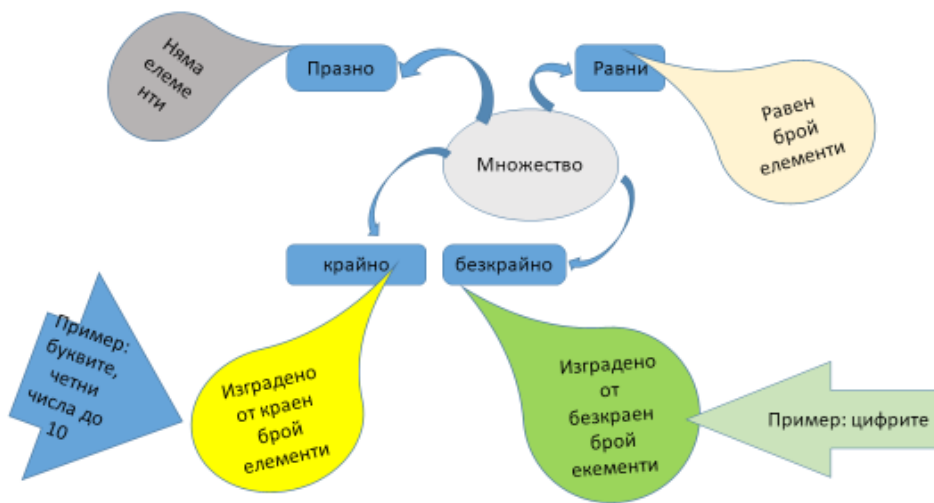 Няма
елеме
нти
Празно
Равни
Равен
брой
елементи
Множество
крайно
безкрайно
Пример:
буквите,
четни
числа до
10
Изградено
от краен
брой
елементи
Изградено
от
безкраен
брой
екементи
Пример: цифрите